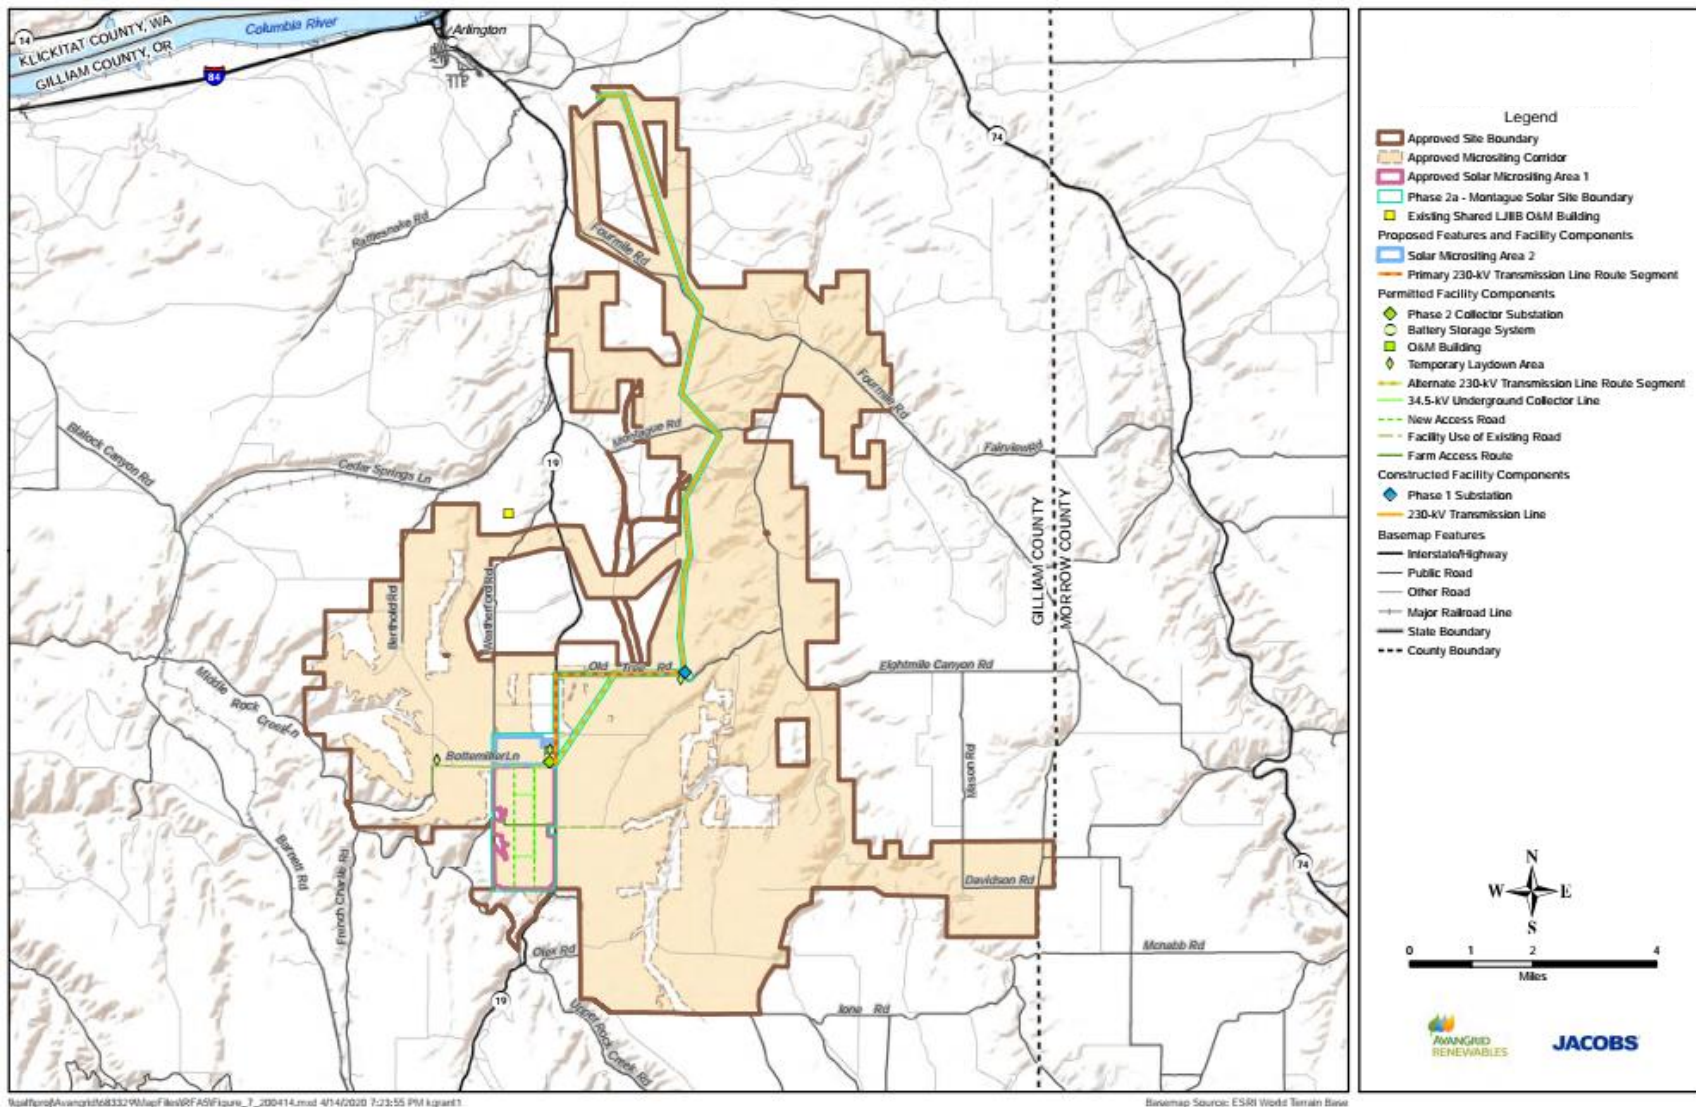 14
KLICKITAT COUNTY, WA
GILLIAM COUNTY, OR
Columbia River
84
Arlington
74
Rattlesnake Rd
Fourmile Rd
Fourmile Rd
Montague Rd
Fairview Rd
Blalock Canyon Rd
Cedar Springs Ln
19
GILLIAM COUNTY
MORROW COUNTY
Berthold Rd
Weatherford Rd
Old Tree Rd
Eightmile Canyon Rd
Middle Rock Creek Ln
Bottemiller Ln
Mason Rd
Barnett Rd
French Charlie Rd
Davidson Rd
74
Olex Rd
Mcnabb Rd
19
Upper Rock Creek Rd
Ione Rd
Legend
Approved Site Boundary
Approved Micrositing Corridor
Approved Solar Micrositing Area 1
Phase 2a - Montague Solar Site Boundary
Existing Shared LJIIB O&M Building
Proposed Features and Facility Components
Solar Micrositing Area 2
Primary 230-kV Transmission Line Route Segment
Permitted Facility Components
Phase 2 Collector Substation
Battery Storage System
O&M Building
Temporary Laydown Area
Alternate 230-kV Transmission Line Route Segment
34.5-kV Underground Collector Line
New Access Road
Facility Use of Existing Road
Farm Access Route
Constructed Facility Components
Phase 1 Substation
230-kV Transmission Line
Basemap Features
Interstate/Highway
Public Road
Other Road
Major Railroad Line
State Boundary
County Boundary
N
W E
S
0 1 2 4
Miles
AVANGRID
RENEWABLES
JACOBS
Basemap Source: ESRI World Terrain Base